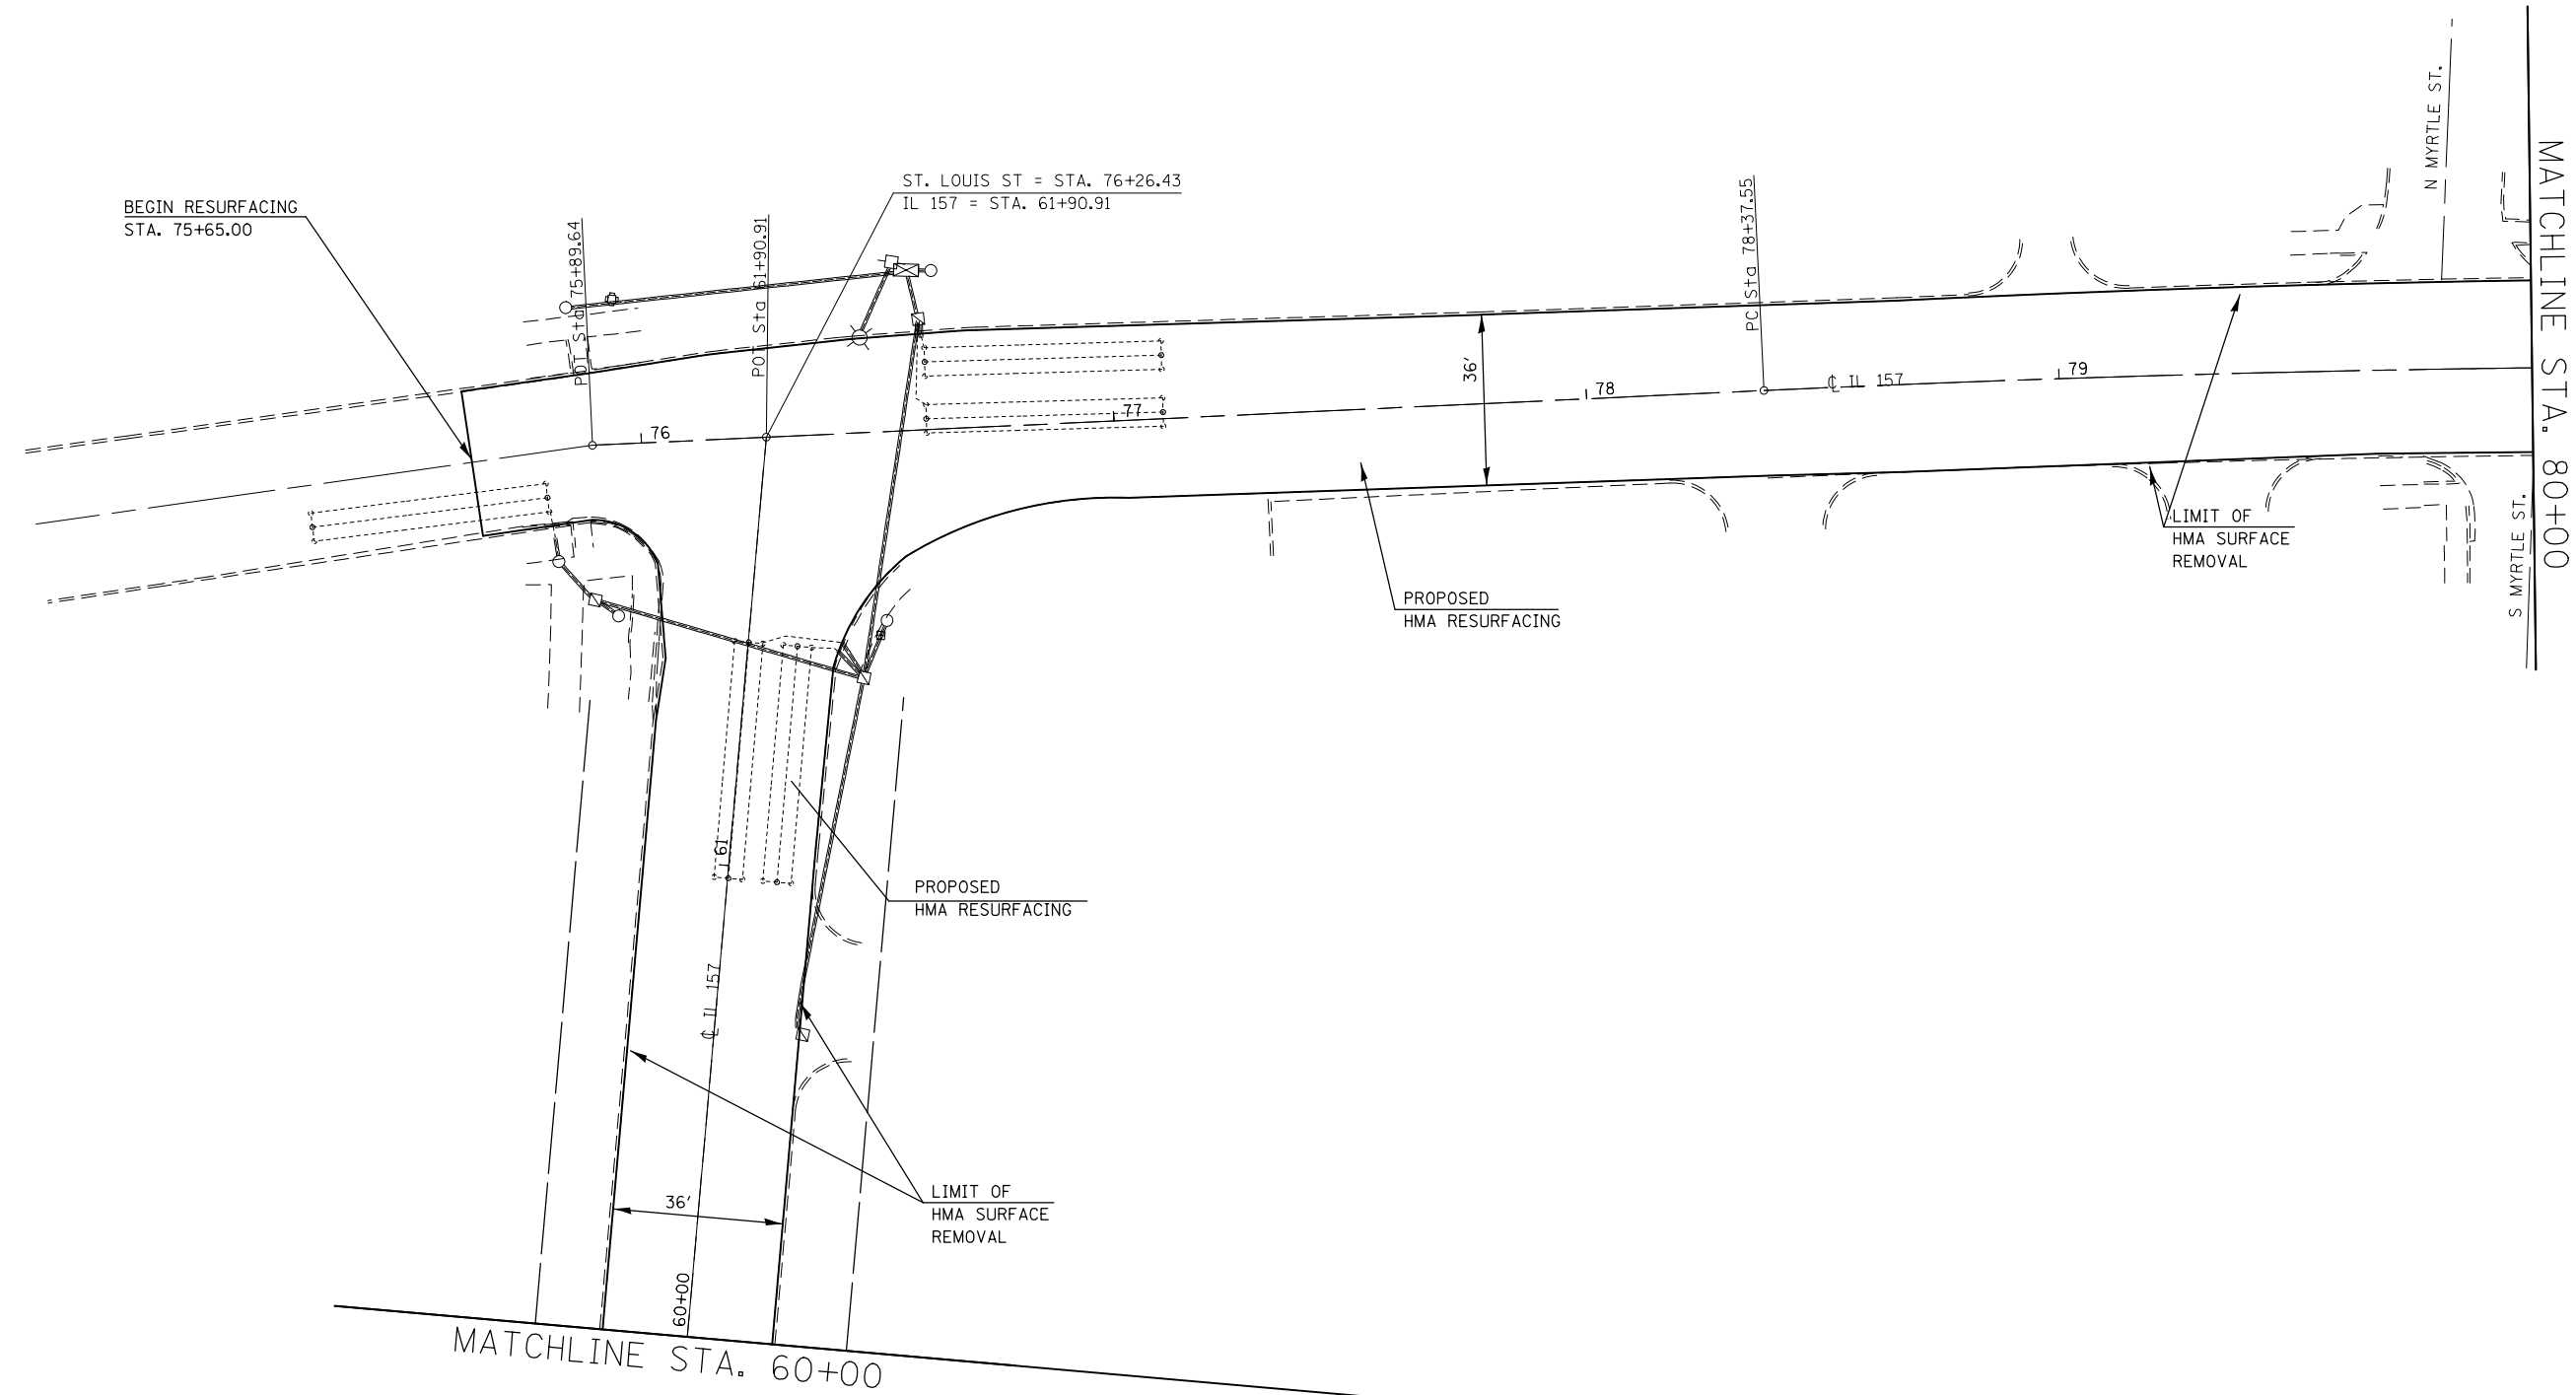 N MYRTLE ST.
MATCHLINE STA. 80+00
ST. LOUIS ST = STA. 76+26.43
IL 157 = STA. 61+90.91
BEGIN RESURFACING
STA. 75+65.00
POT Sta 75+89.64
POT Sta 61+90.91
PC Sta 78+37.55
36'
76
77
78
℄ IL 157
79
LIMIT OF
HMA SURFACE
REMOVAL
S MYRTLE ST.
PROPOSED
HMA RESURFACING
61
PROPOSED
HMA RESURFACING
℄ IL 157
36'
LIMIT OF
HMA SURFACE
REMOVAL
60+00
MATCHLINE STA. 60+00